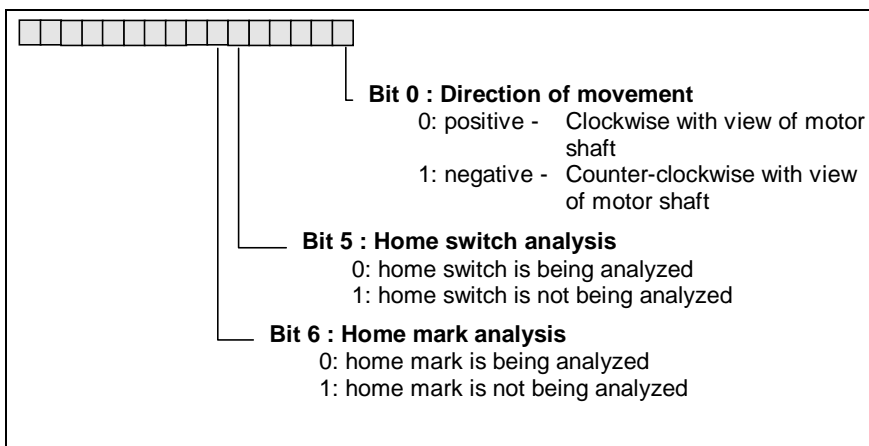 Bit 0 : Direction of movement
0: positive - Clockwise with view of motor
shaft
1: negative - Counter-clockwise with view
of motor shaft
Bit 5 : Home switch analysis
0: home switch is being analyzed
1: home switch is not being analyzed
Bit 6 : Home mark analysis
0: home mark is being analyzed
1: home mark is not being analyzed